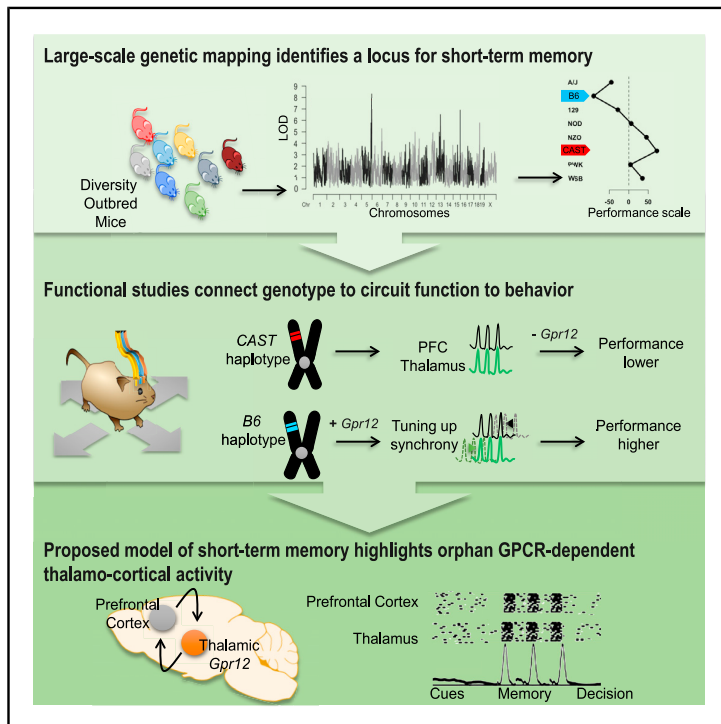 Large-scale genetic mapping identifies a locus for short-term memory
Diversity
Outbred
Mice
LOD
9
8
7
6
5
4
3
2
1
0
Chr 1 2 3 4 5 6 7 8 9 10 11 12 13 14 15 16 17 18 19 X
Chromosomes
A/J
B6
129
NOD
NZO
CAST
PWK
WSB
-50 0 50
Performance scale
Functional studies connect genotype to circuit function to behavior
CAST
haplotype
PFC
Thalamus
- Gpr12
Performance
lower
B6
haplotype
+ Gpr12
Tuning up
synchrony
Performance
higher
Proposed model of short-term memory highlights orphan GPCR-dependent
thalamo-cortical activity
Prefrontal
Cortex
Thalamic
Gpr12
Prefrontal Cortex
Thalamus
Cues Memory Decision